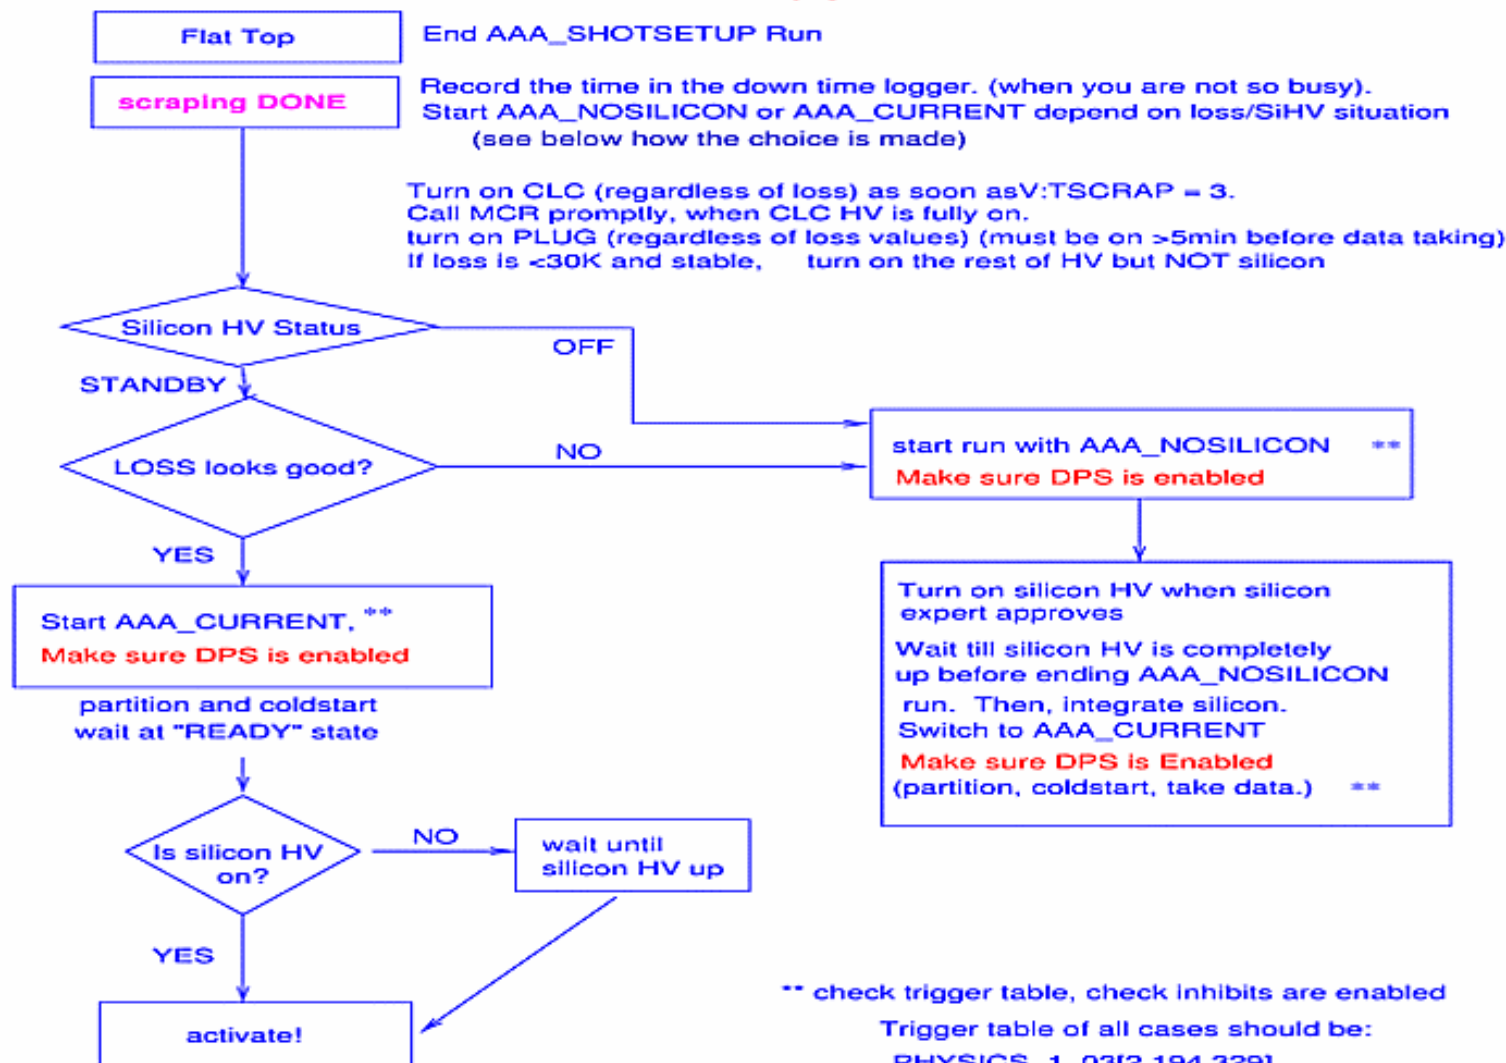 Flat Top
End AAA_SHOTSETUP Run
scraping DONE
Record the time in the down time logger. (when you are not so busy).
Start AAA_NOSILICON or AAA_CURRENT depend on loss/SiHV situation
(see below how the choice is made)
Turn on CLC (regardless of loss) as soon asV:TSCRAP = 3.
Call MCR promptly, when CLC HV is fully on.
turn on PLUG (regardless of loss values) (must be on >5min before data taking)
If loss is <30K and stable, turn on the rest of HV but NOT silicon
Silicon HV Status
OFF
STANDBY
LOSS looks good?
NO
start run with AAA_NOSILICON **
Make sure DPS is enabled
YES
Start AAA_CURRENT, **
Make sure DPS is enabled
partition and coldstart
wait at "READY" state
Turn on silicon HV when silicon
expert approves
Wait till silicon HV is completely
up before ending AAA_NOSILICON
run. Then, integrate silicon.
Switch to AAA_CURRENT
Make sure DPS is Enabled
(partition, coldstart, take data.) **
Is silicon HV
on?
NO
wait until
silicon HV up
YES
activate!
** check trigger table, check inhibits are enabled
Trigger table of all cases should be: